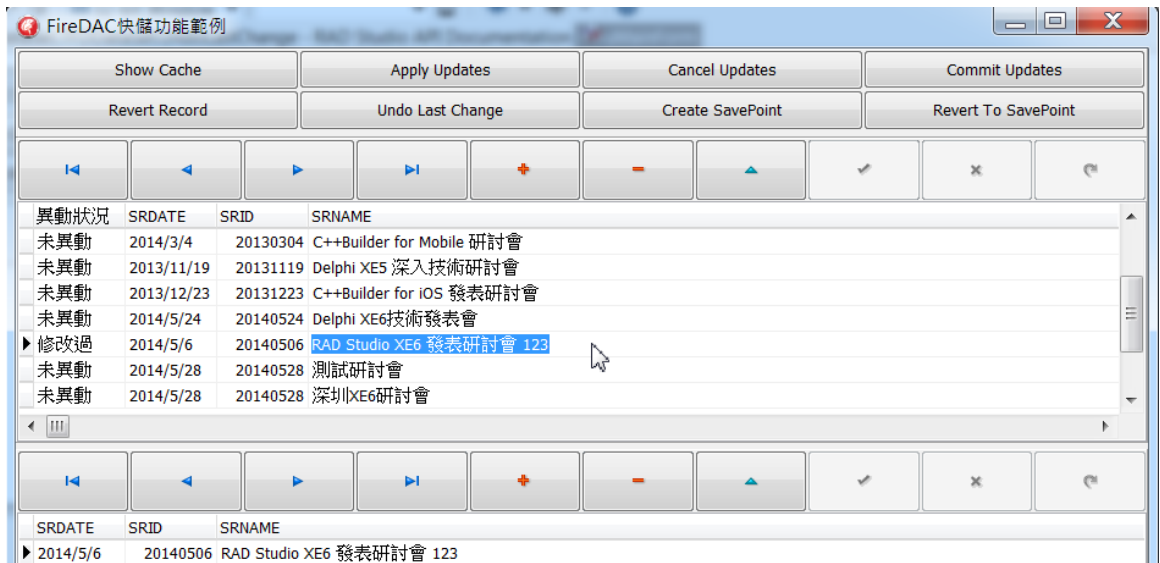 FireDAC快儲功能範例
Show Cache Apply Updates Cancel Updates Commit Updates
Revert Record Undo Last Change Create SavePoint Revert To SavePoint
異動狀況 SRDATE SRID SRNAME
未異動 2014/3/4 20130304 C++Builder for Mobile 研討會
未異動 2013/11/19 20131119 Delphi XE5 深入技術研討會
未異動 2013/12/23 20131223 C++Builder for iOS 發表研討會
未異動 2014/5/24 20140524 Delphi XE6技術發表會
修改過 2014/5/6 20140506 RAD Studio XE6 發表研討會 123
未異動 2014/5/28 20140528 測試研討會
未異動 2014/5/28 20140528 深圳XE6研討會
SRDATE SRID SRNAME
2014/5/6 20140506 RAD Studio XE6 發表研討會 123